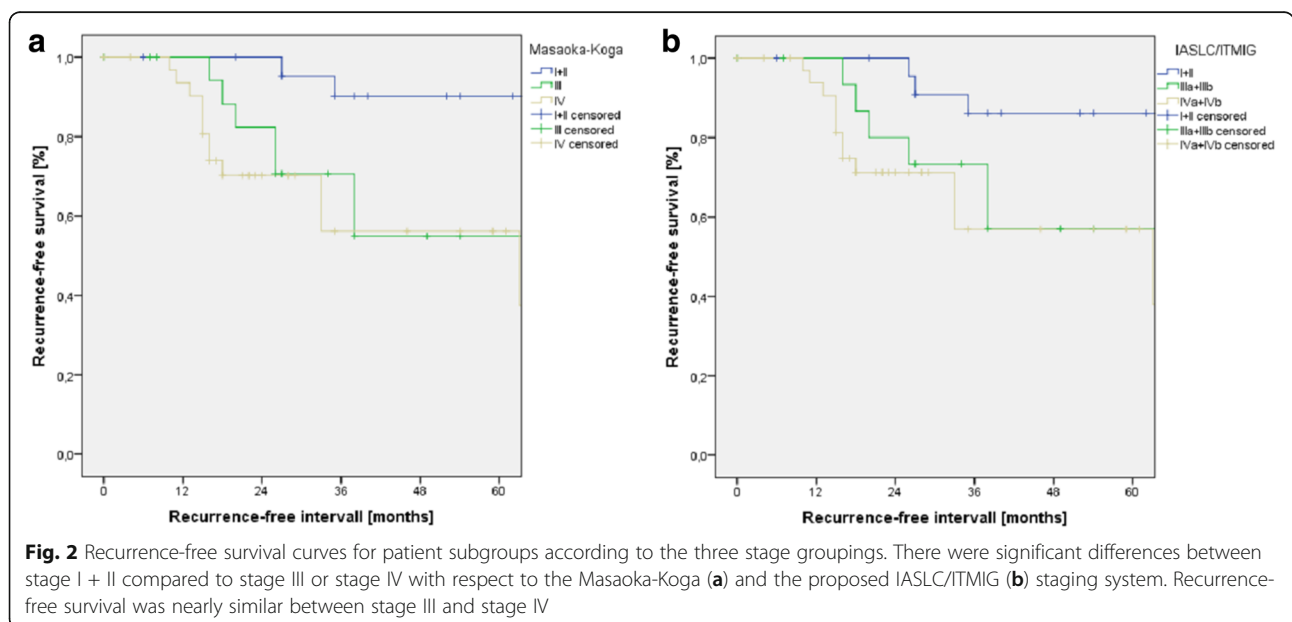 a
Masaoka-Koga
I+II
III
IV
I+II censored
III censored
IV censored
Recurrence-free survival [%]
1,0
0,8
0,6
0,4
0,2
0,0
0 12 24 36 48 60
Recurrence-free intervall [months]
b
IASLC/ITMIG
I+II
IIIa+IIIb
IVa+IVb
I+II censored
IIIa+IIIb censored
IVa+IVb censored
Recurrence-free survival [%]
1,0
0,8
0,6
0,4
0,2
0,0
0 12 24 36 48 60
Recurrence-free intervall [months]
Fig. 2 Recurrence-free survival curves for patient subgroups according to the three stage groupings. There were significant differences between
stage I + II compared to stage III or stage IV with respect to the Masaoka-Koga (a) and the proposed IASLC/ITMIG (b) staging system. Recurrence-
free survival was nearly similar between stage III and stage IV